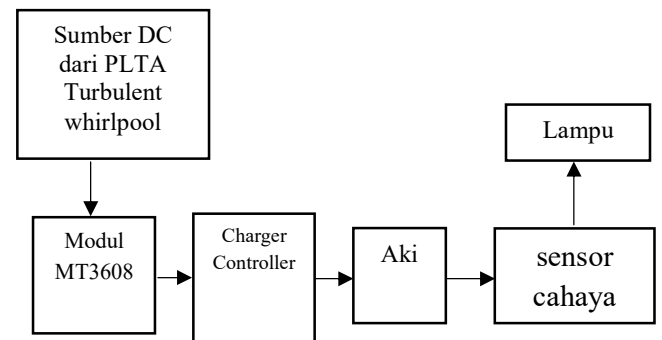 Sumber DC
dari PLTA
Turbulent
whirlpool
Modul
MT3608
Charger
Controller
Aki
sensor
cahaya
Lampu